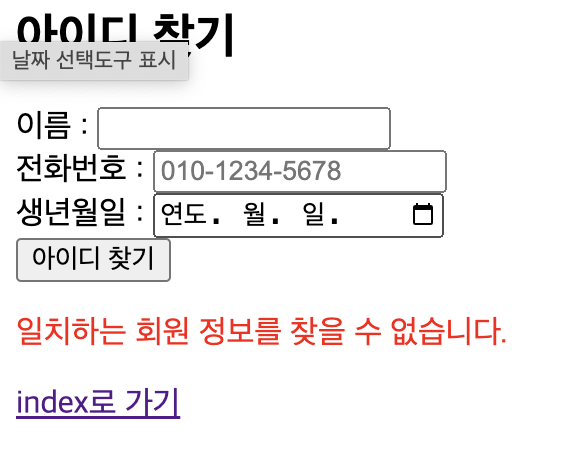 아이디 찾기
날짜 선택도구 표시
이름 :
전화번호 : 010-1234-5678
생년월일 : 연도. 월. 일.
아이디 찾기
일치하는 회원 정보를 찾을 수 없습니다.
index로 가기